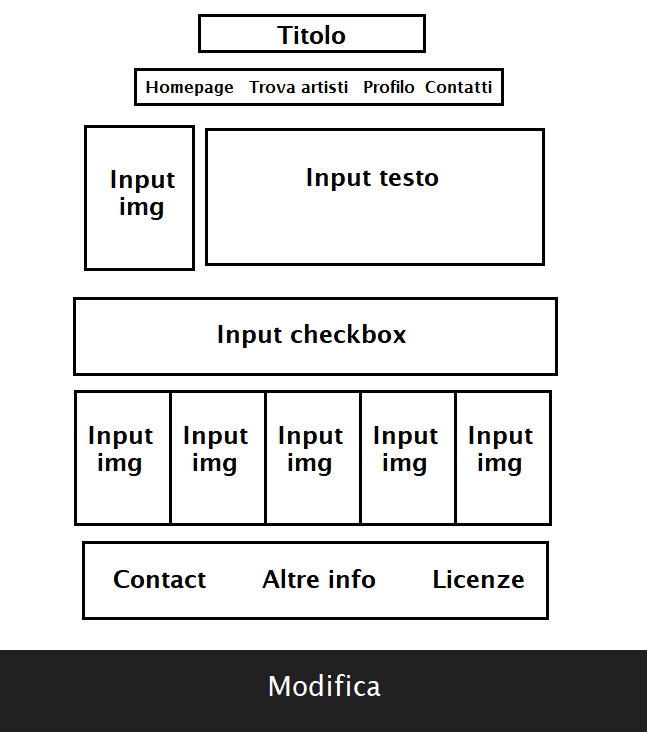 Titolo
Homepage Trova artisti Profilo Contatti
Input
img
Input testo
Input checkbox
Input
img
Input
img
Input
img
Input
img
Input
img
Contact Altre info Licenze
Modifica